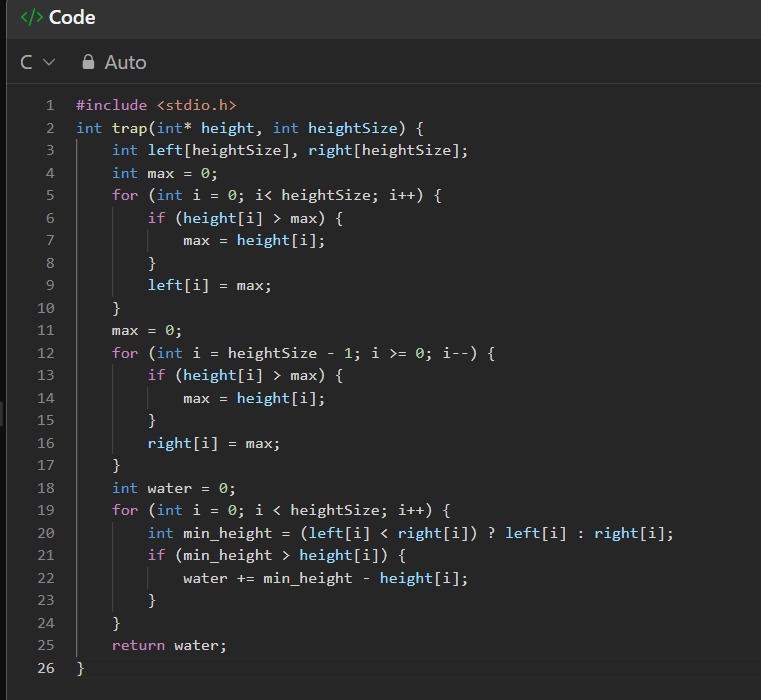 </> Code
C Auto
1 #include <stdio.h>
2 int trap(int* height, int heightSize) {
3     int left[heightSize], right[heightSize];
4     int max = 0;
5     for (int i = 0; i< heightSize; i++) {
6         if (height[i] > max) {
7             max = height[i];
8         }
9         left[i] = max;
10     }
11     max = 0;
12     for (int i = heightSize - 1; i >= 0; i--) {
13         if (height[i] > max) {
14             max = height[i];
15         }
16         right[i] = max;
17     }
18     int water = 0;
19     for (int i = 0; i < heightSize; i++) {
20         int min_height = (left[i] < right[i]) ? left[i] : right[i];
21         if (min_height > height[i]) {
22             water += min_height - height[i];
23         }
24     }
25     return water;
26 }